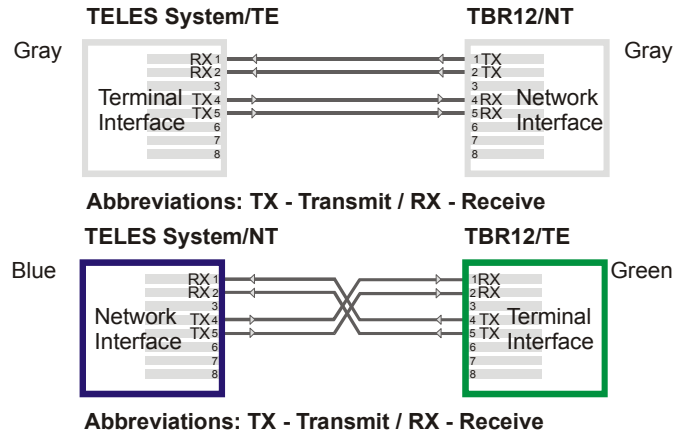 TELES System/TE TBR12/NT
Gray Gray
RX 1 1 TX
RX 2 2 TX
3 3
Terminal TX 4 4 RX Network
Interface TX 5 5 RX Interface
6 6
7 7
8 8
Abbreviations: TX - Transmit / RX - Receive
TELES System/NT TBR12/TE
Blue Green
RX 1 1 RX
RX 2 2 RX
3 3
Network TX 4 4 TX Terminal
Interface TX 5 5 TX Interface
6 6
7 7
8 8
Abbreviations: TX - Transmit / RX - Receive